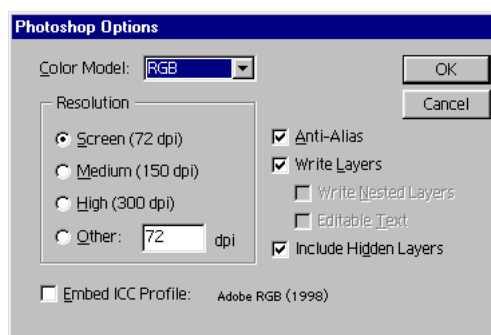 Photoshop Options
Color Model: RGB
OK
Cancel
Resolution
Screen (72 dpi)
Medium (150 dpi)
High (300 dpi)
Other: 72 dpi
Anti-Alias
Write Layers
Write Nested Layers
Editable Text
Include Hidden Layers
Embed ICC Profile: Adobe RGB (1998)